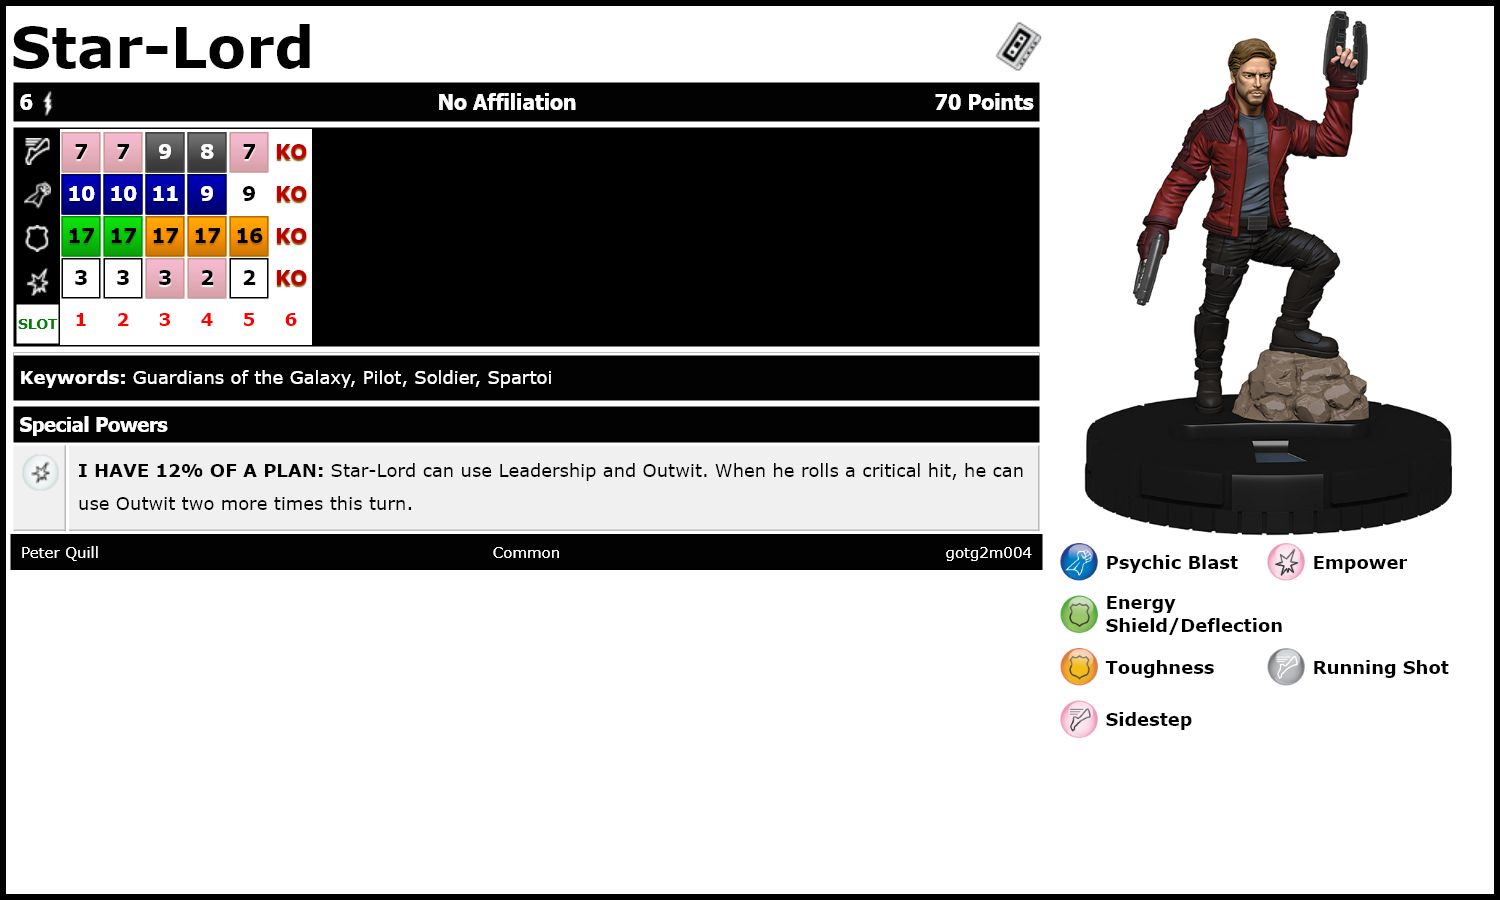 Star-Lord
6 No Affiliation 70 Points
7 7 9 8 7 KO
10 10 11 9 9 KO
17 17 17 17 16 KO
3 3 3 2 2 KO
SLOT 1 2 3 4 5 6
Keywords: Guardians of the Galaxy, Pilot, Soldier, Spartoi
Special Powers
I HAVE 12% OF A PLAN: Star-Lord can use Leadership and Outwit. When he rolls a critical hit, he can
use Outwit two more times this turn.
Peter Quill Common gotg2m004
Psychic Blast Empower
Energy
Shield/Deflection
Toughness Running Shot
Sidestep